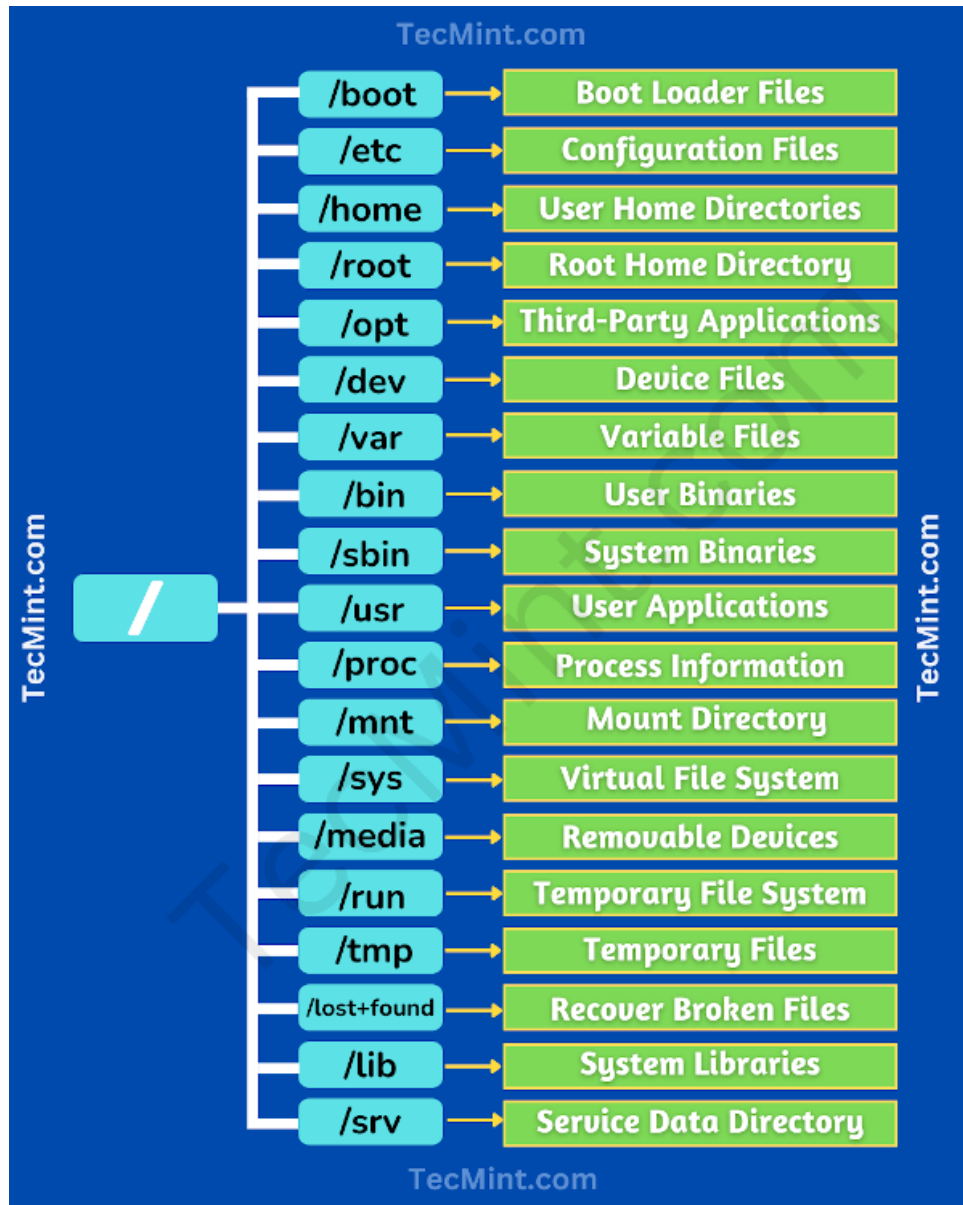 TecMint.com
/boot Boot Loader Files
/etc Configuration Files
/home User Home Directories
/root Root Home Directory
/opt Third-Party Applications
/dev Device Files
/var Variable Files
/bin User Binaries
/sbin System Binaries
/
/usr User Applications
/proc Process Information
/mnt Mount Directory
/sys Virtual File System
/media Removable Devices
/run Temporary File System
/tmp Temporary Files
/lost+found Recover Broken Files
/lib System Libraries
/srv Service Data Directory
TecMint.com
TecMint.com
TecMint.com
TecMint.com